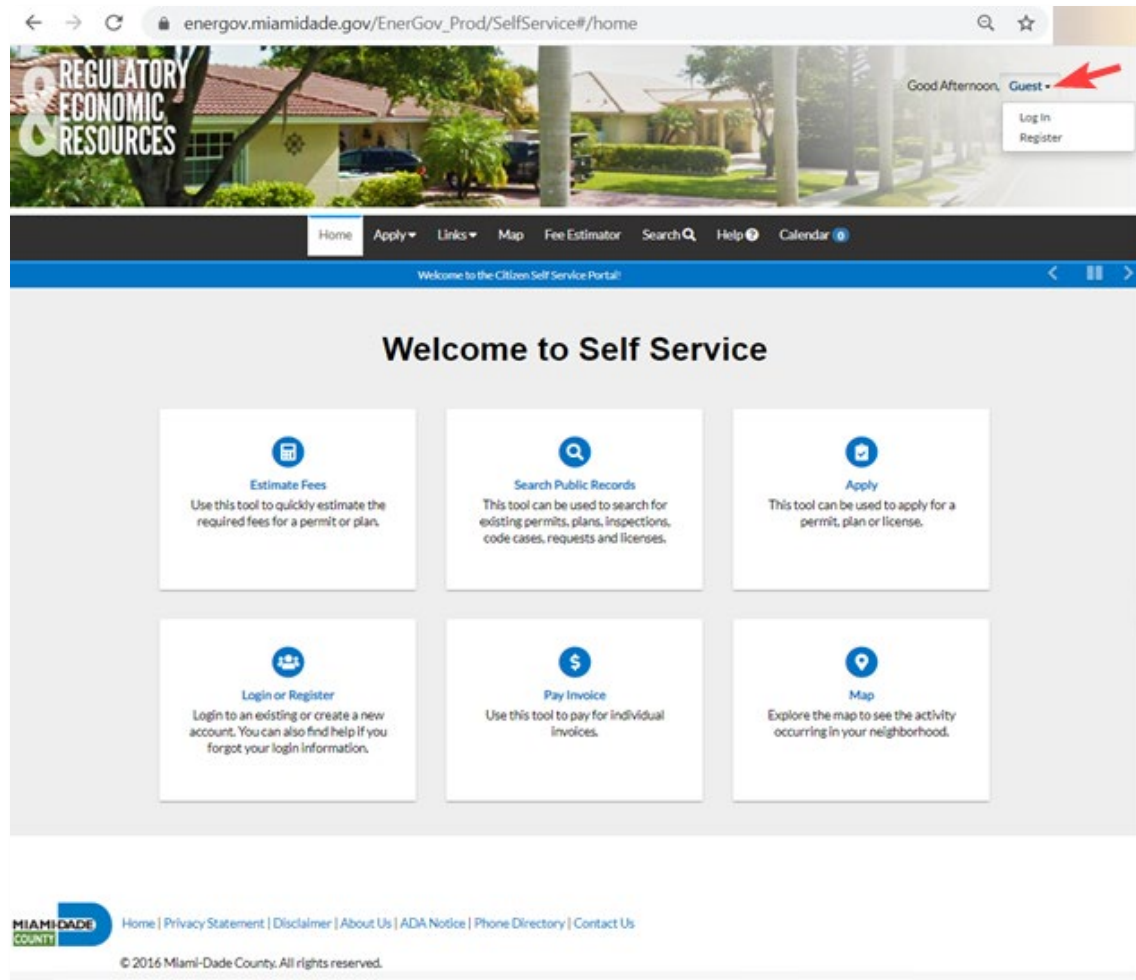 energov.miamidade.gov/EnerGov_Prod/SelfService#/home
& REGULATORY
ECONOMIC
RESOURCES
Good Afternoon, Guest
Log In
Register
Home Apply Links Map Fee Estimator Search Help Calendar 0
Welcome to the Citizen Self Service Portal!
Welcome to Self Service
Estimate Fees
Use this tool to quickly estimate the
required fees for a permit or plan.
Search Public Records
This tool can be used to search for
existing permits, plans, inspections,
code cases, requests and licenses.
Apply
This tool can be used to apply for a
permit, plan or license.
Login or Register
Login to an existing or create a new
account. You can also find help if you
forgot your login information.
Pay Invoice
Use this tool to pay for individual
invoices.
Map
Explore the map to see the activity
occurring in your neighborhood.
MIAMI-DADE
COUNTY
Home | Privacy Statement | Disclaimer | About Us | ADA Notice | Phone Directory | Contact Us
© 2016 Miami-Dade County. All rights reserved.